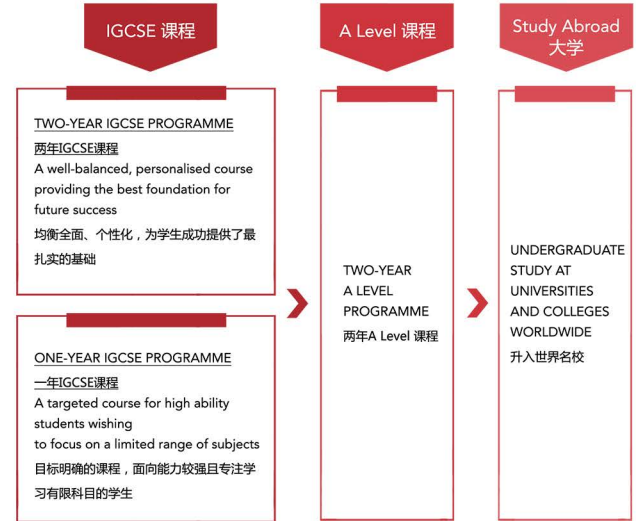 IGCSE 课程
TWO-YEAR IGCSE PROGRAMME
两年IGCSE课程
A well-balanced, personalised course
providing the best foundation for
future success
均衡全面、个性化，为学生成功提供了最
扎实的基础
ONE-YEAR IGCSE PROGRAMME
一年IGCSE课程
A targeted course for high ability
students wishing
to focus on a limited range of subjects
目标明确的课程，面向能力较强且专注学
习有限科目的学生
A Level 课程
TWO-YEAR
A LEVEL
PROGRAMME
两年A Level 课程
Study Abroad
大学
UNDERGRADUATE
STUDY AT
UNIVERSITIES
AND COLLEGES
WORLDWIDE
升入世界名校